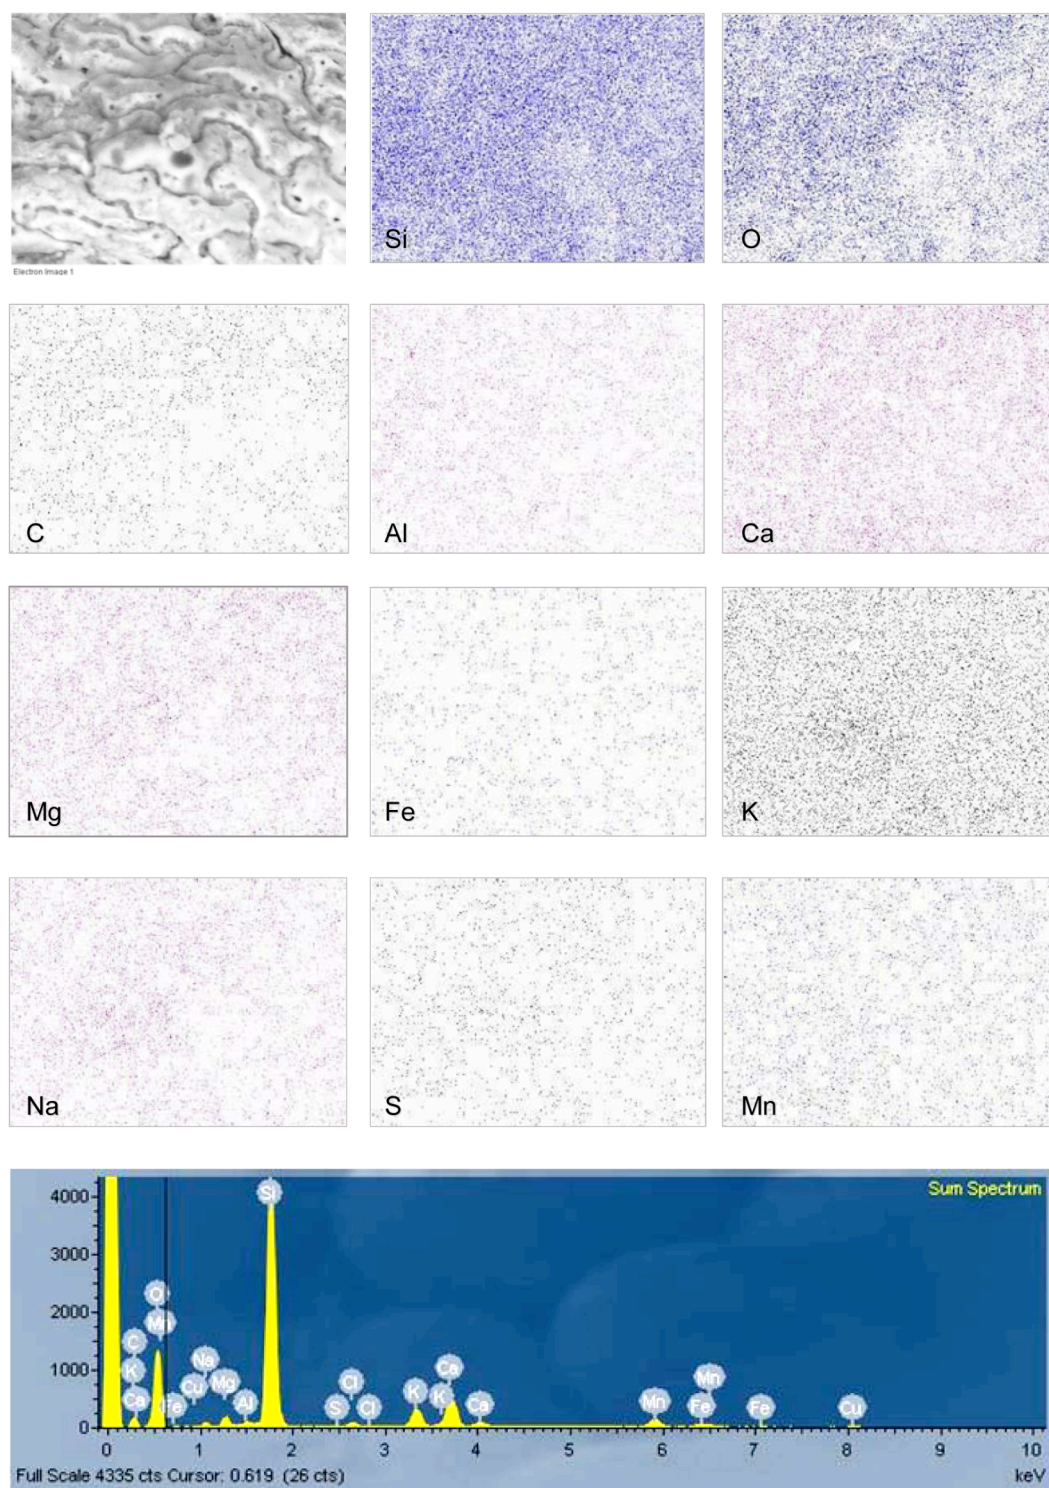 Electron Image 1
Si
O
C
Al
Ca
Mg
Fe
K
Na
S
Mn
Sum Spectrum
4000
3000
2000
1000
0
Si
O
Mn
C
K
Ca
Fe
Cu
Na
Mg
Al
S
Cl
Cl
K
K
Ca
Ca
Mn
Mn
Fe
Fe
Cu
0 1 2 3 4 5 6 7 8 9 10
Full Scale 4335 cts Cursor: 0.619 (26 cts) keV